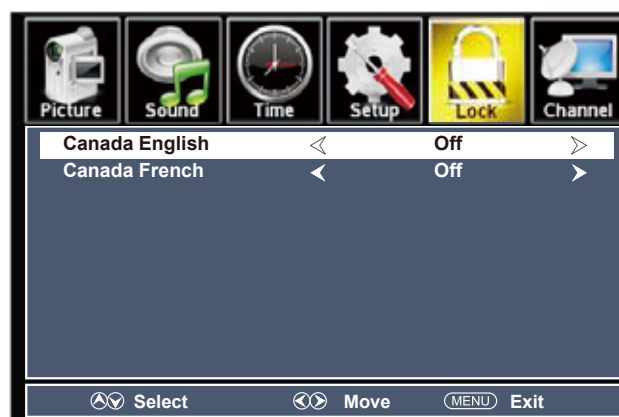 Picture Sound Time Setup Lock Channel
Canada English Off
Canada French Off
Select Move MENU Exit